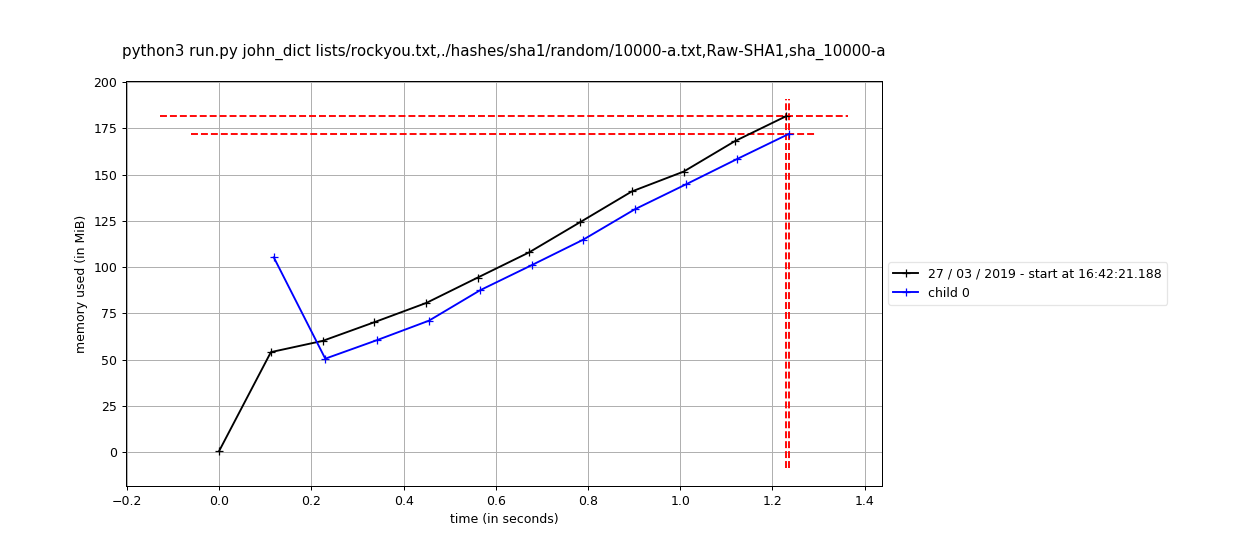 python3 run.py john_dict lists/rockyou.txt,./hashes/sha1/random/10000-a.txt,Raw-SHA1,sha_10000-a
200
175
150
125
100
75
50
25
0
memory used (in MiB)
−0.2 0.0 0.2 0.4 0.6 0.8 1.0 1.2 1.4
time (in seconds)
27 / 03 / 2019 - start at 16:42:21.188
child 0